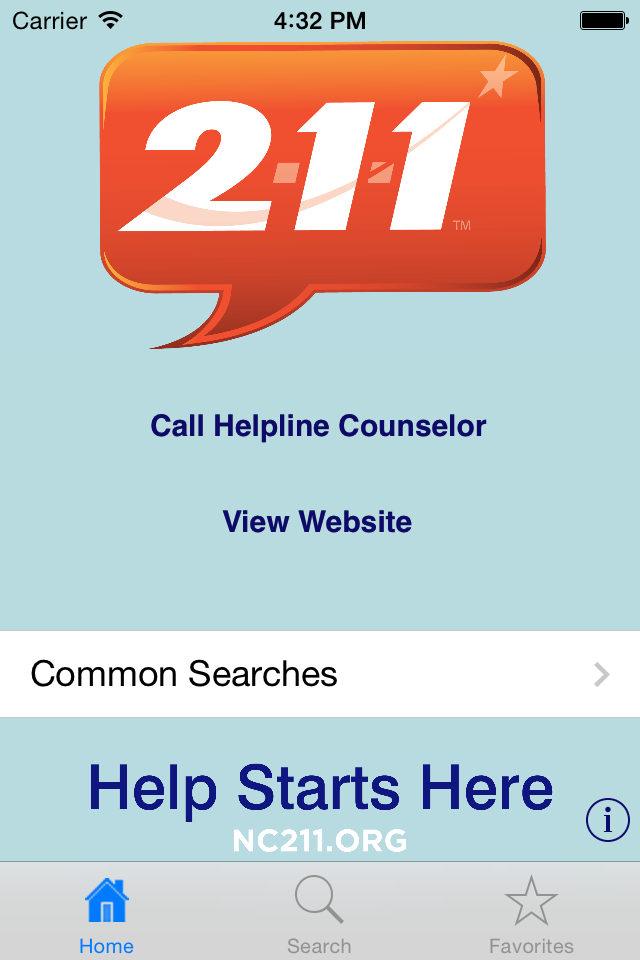 Carrier 4:32 PM
2-1-1 TM
Call Helpline Counselor
View Website
Common Searches
Help Starts Here
NC211.ORG
i
Home Search Favorites